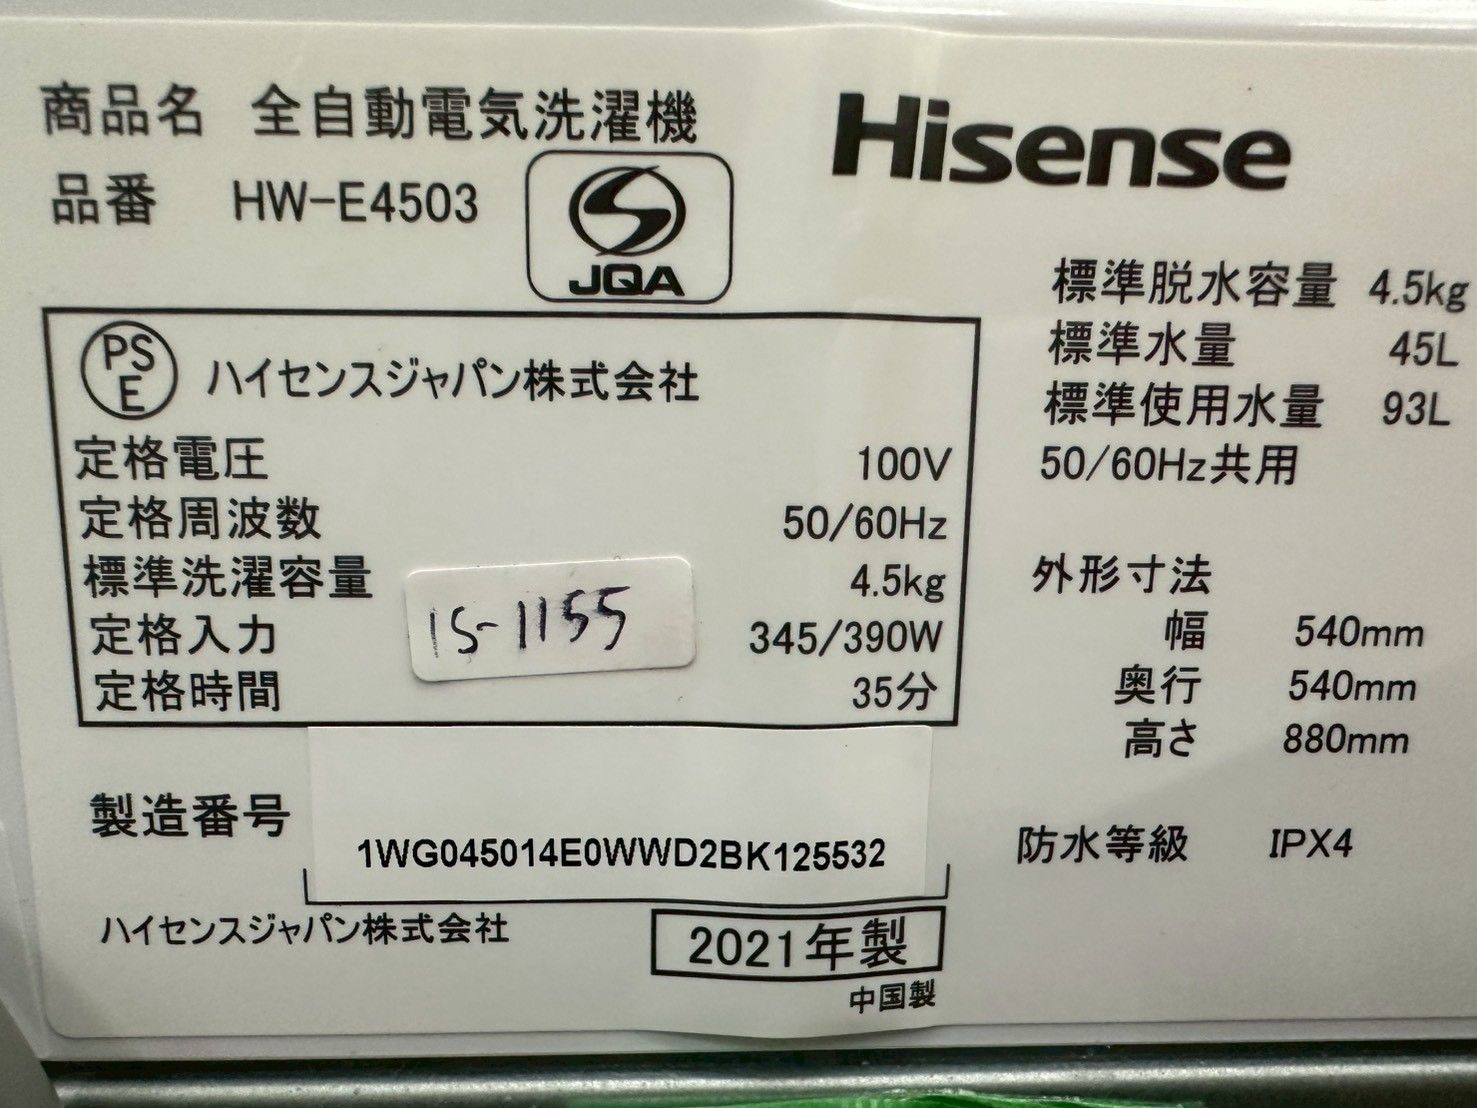 商品名 全自動電気洗濯機
品番 HW-E4503
JQA
Hisense
PS
E
ハイセンスジャパン株式会社
定格電圧 100V
定格周波数 50/60Hz
標準洗濯容量 4.5kg
定格入力 345/390W
定格時間 35分
IS-1155
製造番号 1WG045014E0WWD2BK125532
ハイセンスジャパン株式会社
2021年製
中国製
標準脱水容量 4.5kg
標準水量 45L
標準使用水量 93L
50/60Hz共用
外形寸法
幅 540mm
奥行 540mm
高さ 880mm
防水等級 IPX4